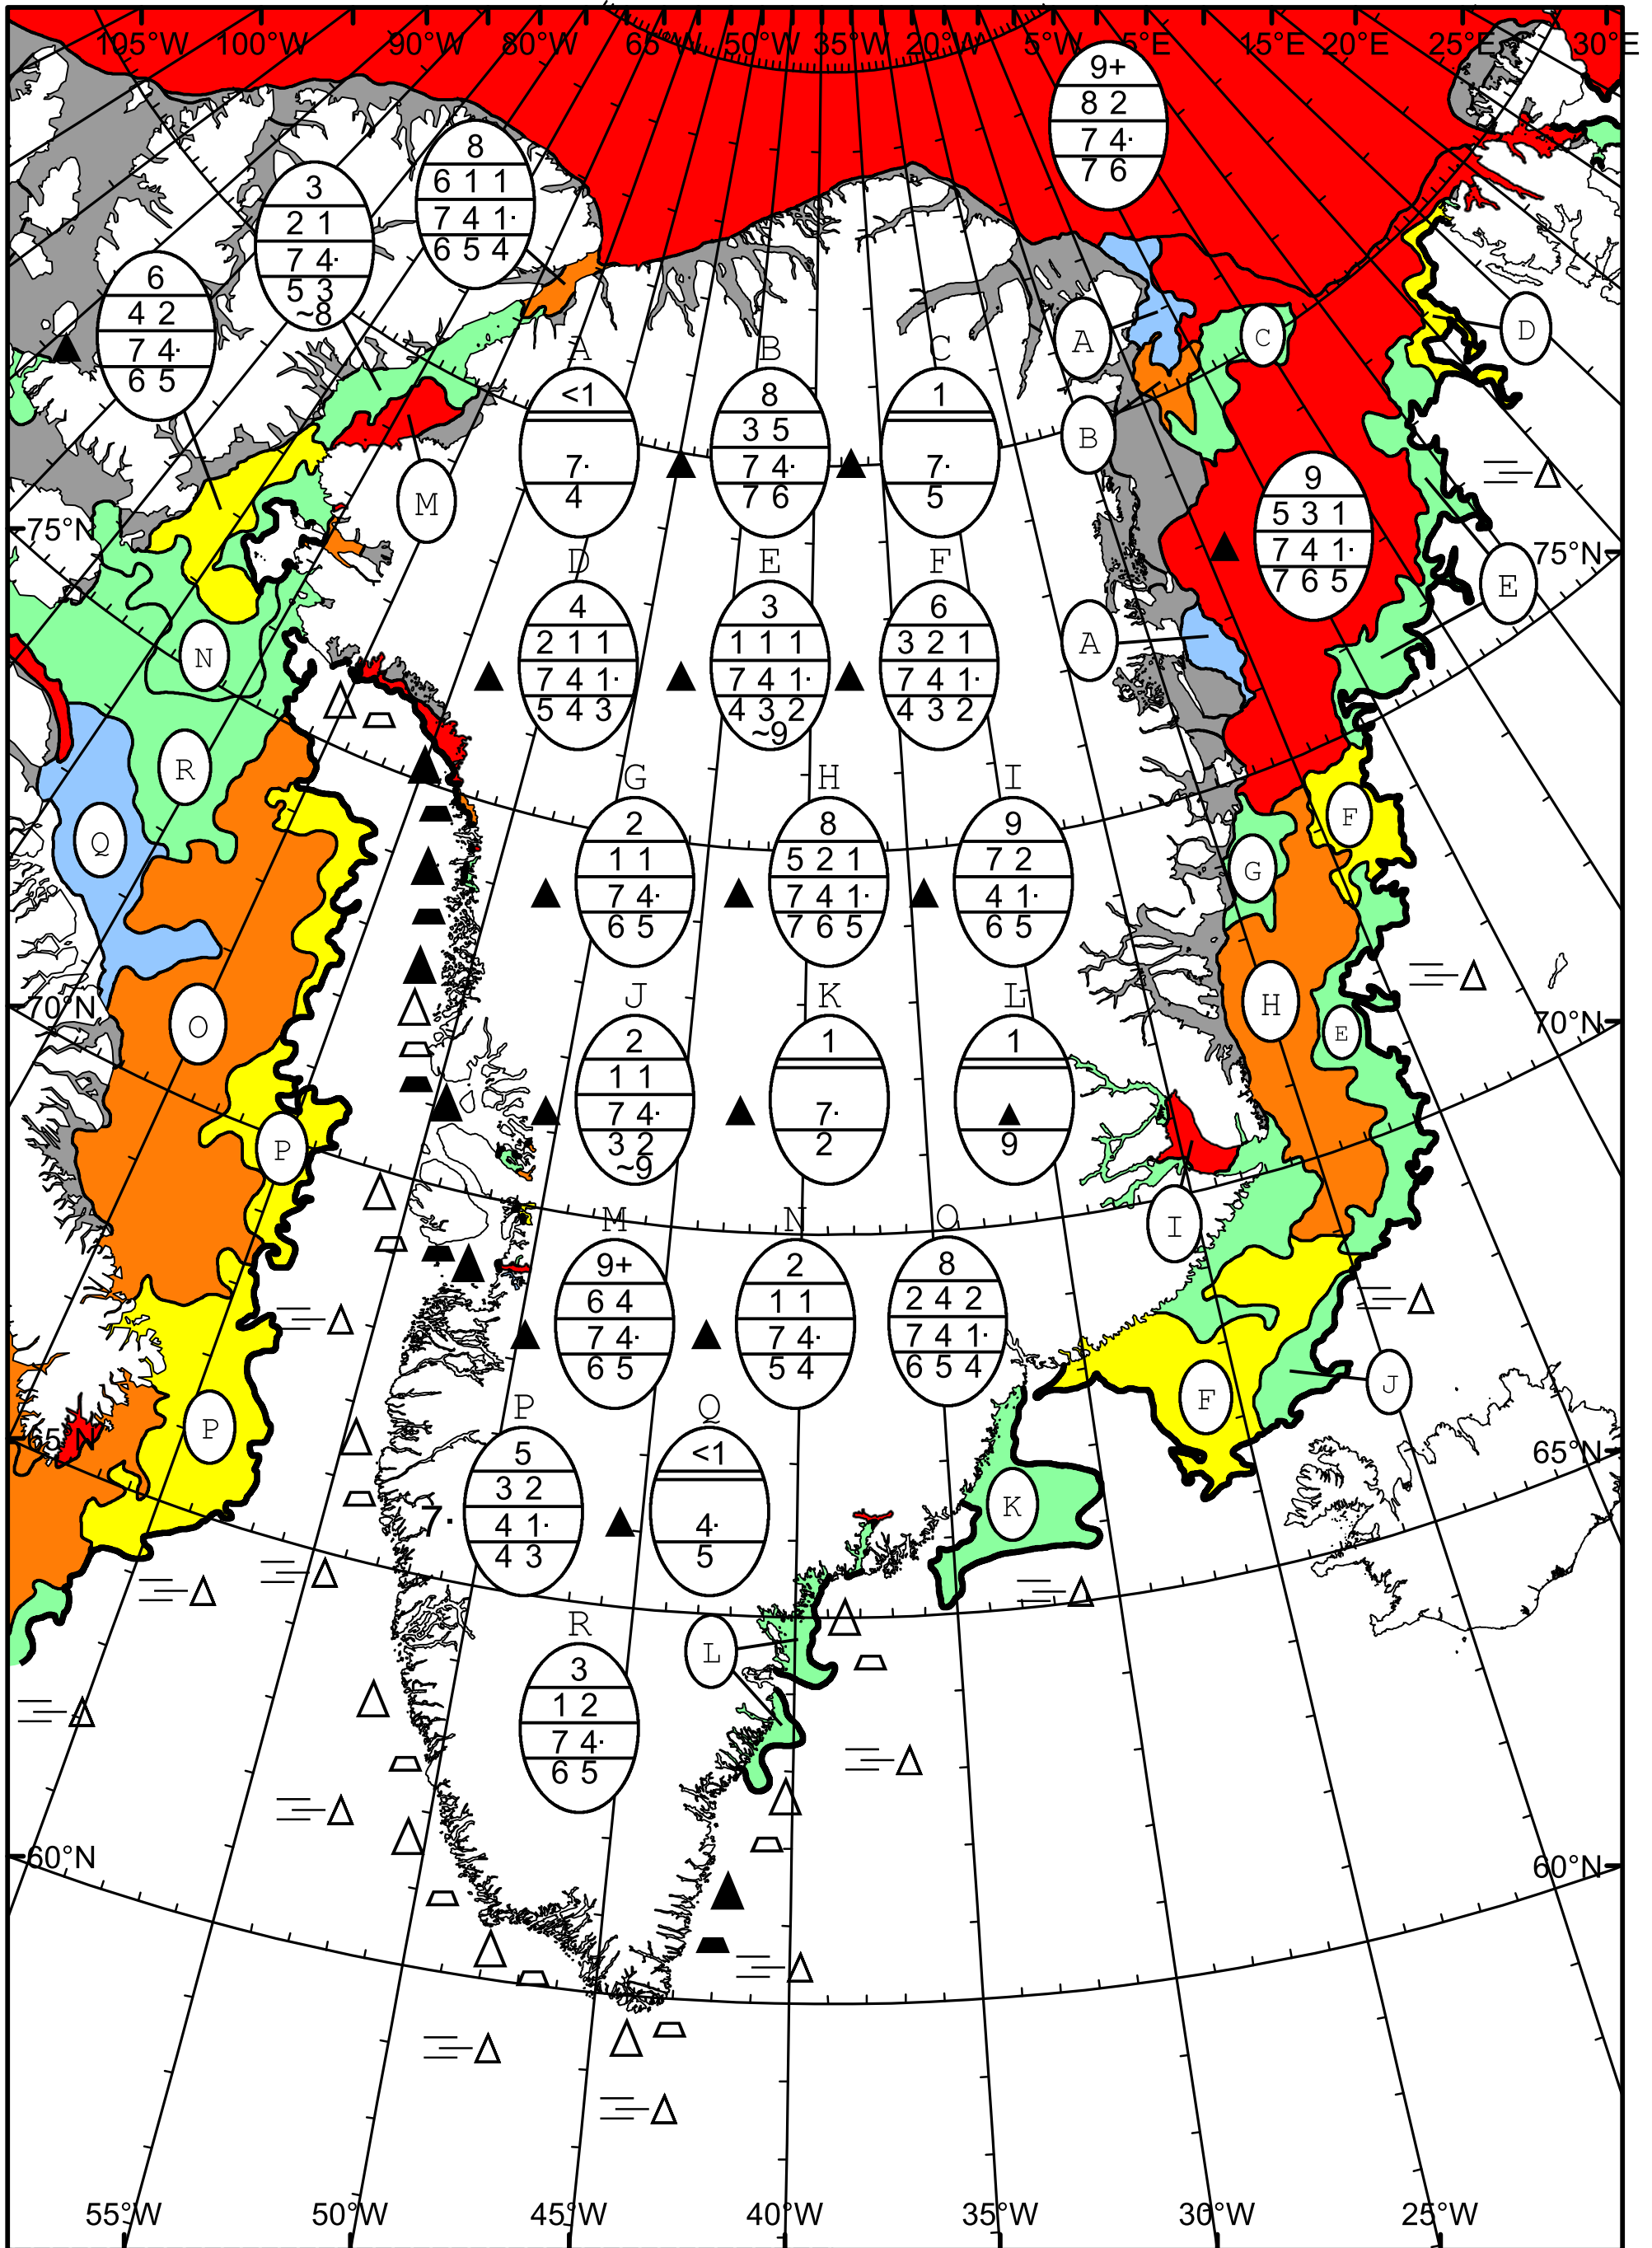 105°W 100°W 90°W 80°W 65°W 50°W 35°W 20°W 5°W 5°E 15°E 20°E 25°E 30°E
9+
8 2
7 4·
7 6
8
6 1 1
7 4 1·
6 5 4
3
2 1
7 4·
5 3
~8
6
4 2
7 4·
6 5
A
B
C
D
A
<1
7·
4
B
8
3 5
7 4·
7 6
C
1
7·
5
9
5 3 1
7 4 1·
7 6 5
M
75°N
75°N
E
A
D
4
2 1 1
7 4 1·
5 4 3
E
3
1 1 1
7 4 1·
4 3 2
~9
F
6
3 2 1
7 4 1·
4 3 2
N
R
Q
F
G
G
2
1 1
7 4·
6 5
H
8
5 2 1
7 4 1·
7 6 5
I
9
7 2
4 1·
6 5
70°N
70°N
O
H
E
J
2
1 1
7 4·
3 2
~9
K
1
7·
2
L
1
9
P
I
M
9+
6 4
7 4·
6 5
N
2
1 1
7 4·
5 4
O
8
2 4 2
7 4 1·
6 5 4
P
F
J
65°N
65°N
P
5
3 2
7· 4 1·
4 3
Q
<1
4·
5
K
R
3
1 2
7 4·
6 5
L
60°N
60°N
55°W 50°W 45°W 40°W 35°W 30°W 25°W